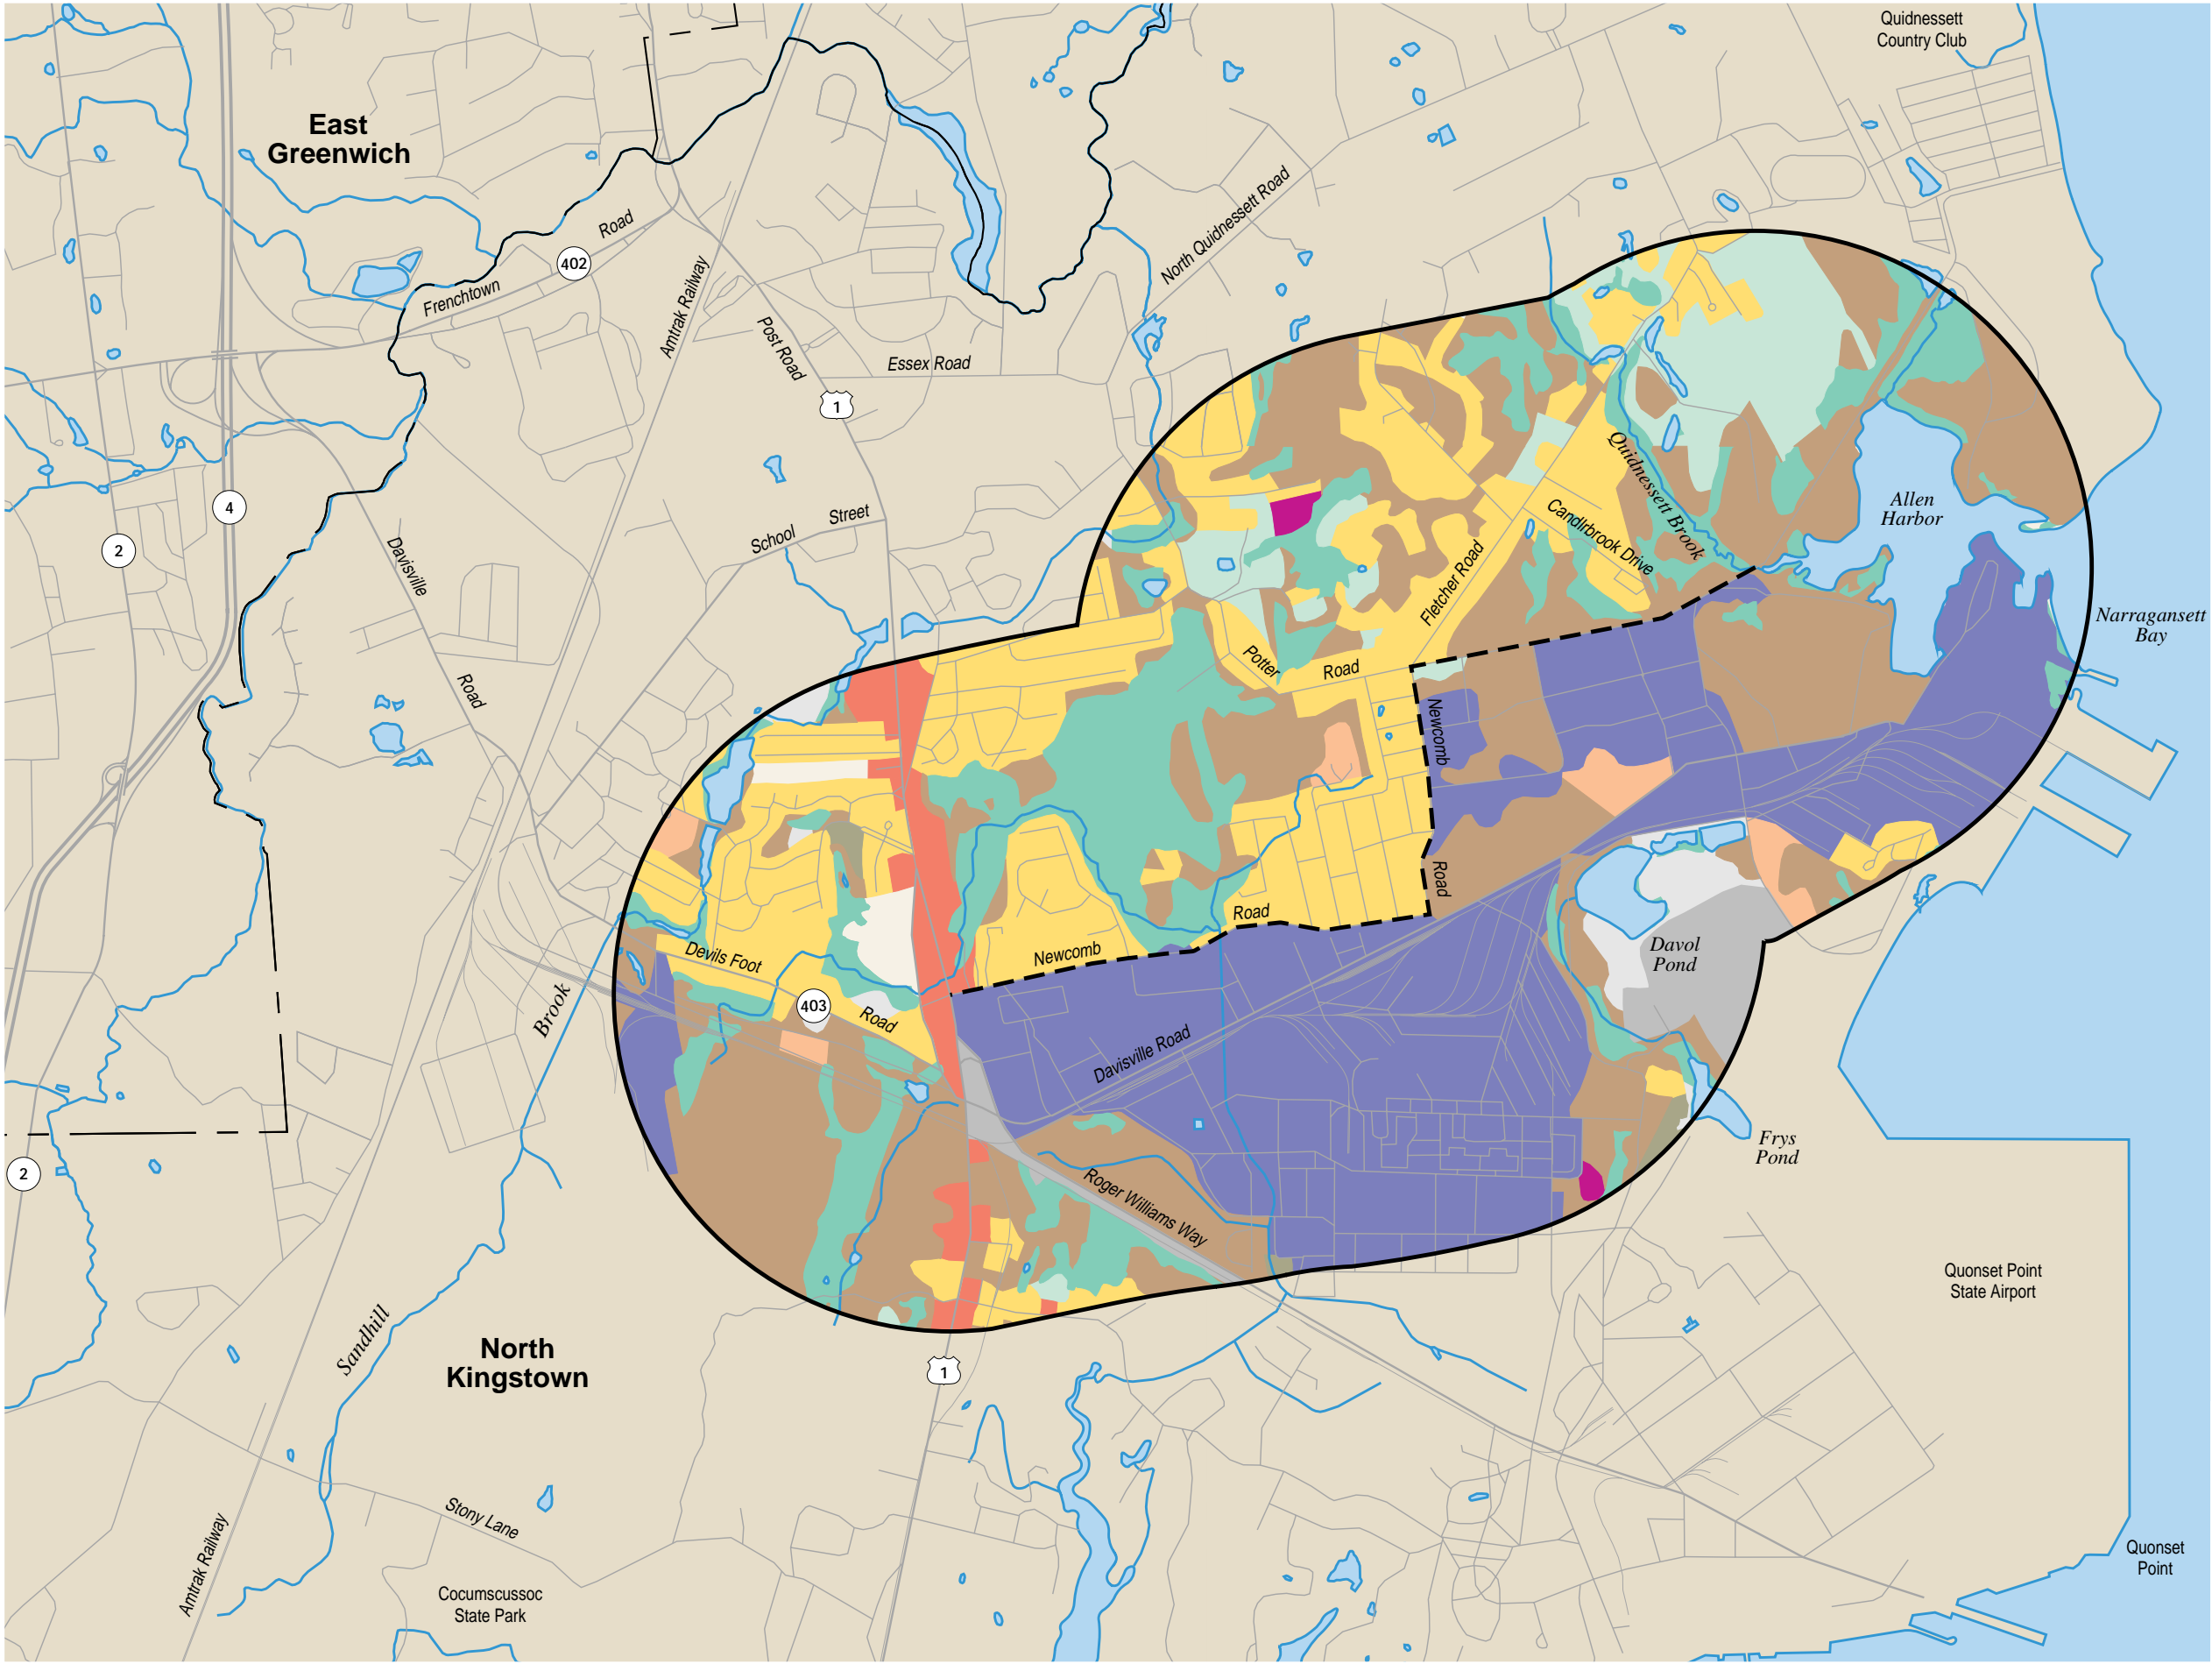 Quidnessett
Country Club
East
Greenwich
North Quidnessett Road
Road
402
Frenchtown
Amtrak Railway
Post Road
Essex Road
1
4
2
School
Street
Davisville
Road
Quidnessett Brook
Allen
Harbor
Candlrbrook Drive
Fletcher Road
Narragansett
Bay
Potter
Road
Newcomb
Road
Road
Newcomb
Devils Foot
403
Road
Davol
Pond
Brook
Davisville Road
Frys
Pond
2
Roger Williams Way
Quonset Point
State Airport
Sandhill
North
Kingstown
1
Stony Lane
Amtrak Railway
Cocumscussoc
State Park
Quonset
Point